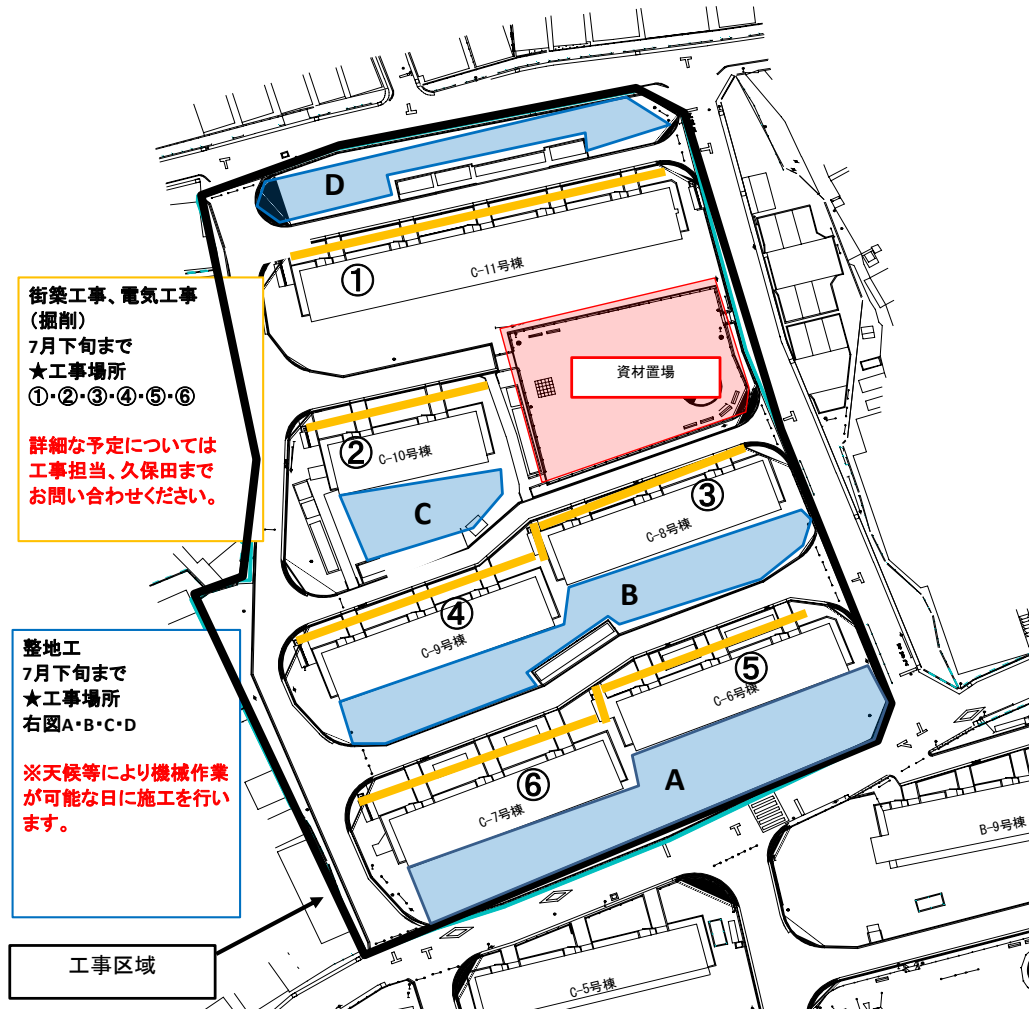 D
①
C-11号棟
街築工事、電気工事
（掘削）
7月下旬まで
★工事場所
①・②・③・④・⑤・⑥
詳細な予定については
工事担当、久保田まで
お問い合わせください。
資材置場
②
C-10号棟
C
③
C-8号棟
B
④
C-9号棟
整地工
7月下旬まで
★工事場所
右図A・B・C・D
※天候等により機械作業
が可能な日に施工を行い
ます。
⑤
C-6号棟
A
⑥
C-7号棟
B-9号棟
工事区域
C-5号棟